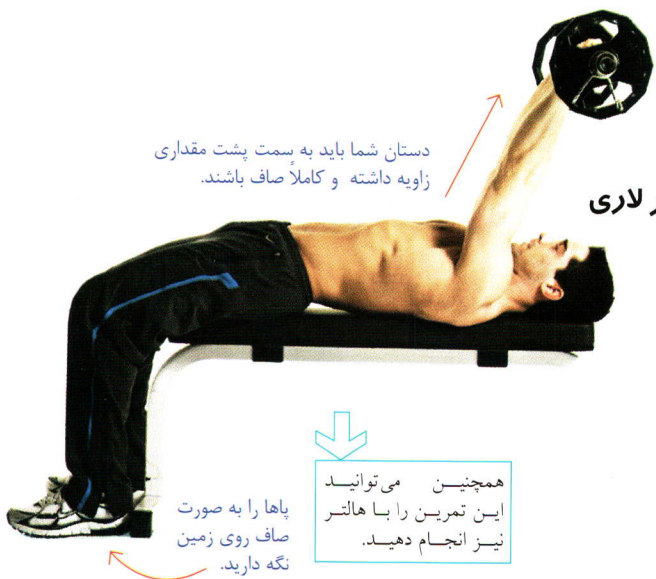 دستان شما باید به سمت پشت مقداری
زاویه داشته و کاملاً صاف باشند.
لاری
همچنین می‌توانید
این تمرین را با هالتر
نیز انجام دهید.
پاها را به صورت
صاف روی زمین
نگه دارید.